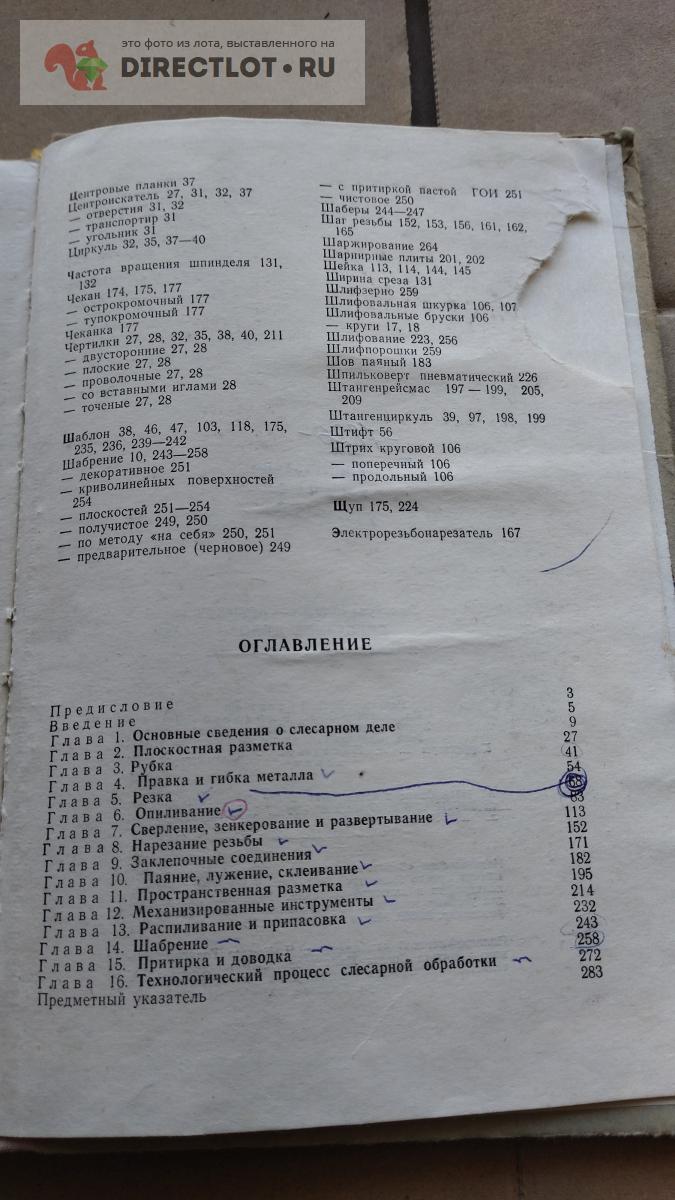 это фото из лота, выставленного на
DIRECTLOT.RU
Центровые планки 37
Центроискатель 27, 31, 32, 37
— отверстия 31, 32
— транспортир 31
— угольник 31
Циркуль 32, 35, 37—40
Частота вращения шпинделя 131,
132
Чекан 174, 175, 177
— острокромочный 177
— тупокромочный 177
Чеканка 177
Чертилки 27, 28, 32, 35, 38, 40, 211
— двусторонние 27, 28
— плоские 27, 28
— проволочные 27, 28
— со вставными иглами 28
— точеные 27, 28
Шаблон 38, 46, 47, 103, 118, 175,
235, 236, 239—242
Шабрение 10, 243—258
— декоративное 251
— криволинейных поверхностей
254
— плоскостей 251—254
— получистое 249, 250
— по методу «на себя» 250, 251
— предварительное (черновое) 249
— с притиркой пастой ГОИ 251
— чистовое 250
Шаберы 244—247
Шаг резьбы 152, 153, 156, 161, 162,
165
Шаржирование 264
Шарнирные плиты 201, 202
Шейка 113, 114, 144, 145
Ширина среза 131
Шлифзерно 259
Шлифовальная шкурка 106, 107
Шлифовальные бруски 106
— круги 17, 18
Шлифование 223, 256
Шлифпорошки 259
Шов паяный 183
Шпильковерт пневматический 226
Штангенрейсмас 197—199, 205,
209
Штангенциркуль 39, 97, 198, 199
Штифт 56
Штрих круговой 106
— поперечный 106
— продольный 106
Щуп 175, 224
Электрорезьбонарезатель 167
ОГЛАВЛЕНИЕ
Предисловие 3
Введение 5
Глава 1. Основные сведения о слесарном деле 9
Глава 2. Плоскостная разметка 27
Глава 3. Рубка 41
Глава 4. Правка и гибка металла 54
Глава 5. Резка 68
Глава 6. Опиливание 83
Глава 7. Сверление, зенкерование и развертывание 113
Глава 8. Нарезание резьбы 152
Глава 9. Заклепочные соединения 171
Глава 10. Паяние, лужение, склеивание 182
Глава 11. Пространственная разметка 195
Глава 12. Механизированные инструменты 214
Глава 13. Распиливание и припасовка 232
Глава 14. Шабрение 243
Глава 15. Притирка и доводка 258
Глава 16. Технологический процесс слесарной обработки 272
Предметный указатель 283